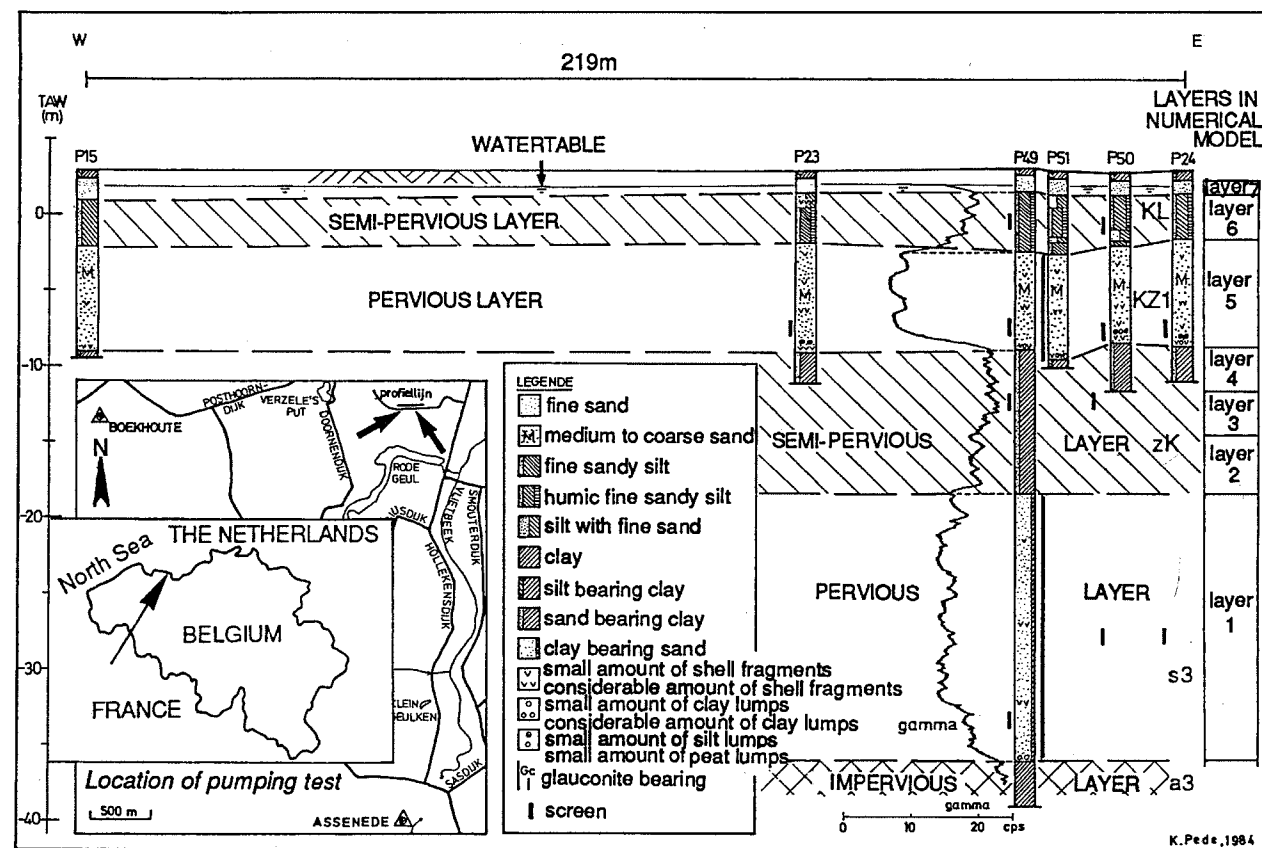 W
E
219m
TAW
(m)
LAYERS IN
NUMERICAL
MODEL
WATERTABLE
P15
P23
P49
P51
P50
P24
layer 7
0
SEMI-PERVIOUS LAYER
KL
layer
6
M
M
M
M
M
M
PERVIOUS LAYER
KZ1
layer
5
-10
layer
4
layer
3
SEMI-PERVIOUS
LAYER
zK
layer
2
-20
PERVIOUS
LAYER
layer
1
-30
s3
gamma
IMPERVIOUS
LAYER
a3
-40
gamma
0
10
20
cps
K.Pede,1984
POSTHOORN-
DIJK
VERZELE'S
PUT
profiellijn
BOEKHOUTE
DOORNENDIJK
N
RODE
GEUL
VLIETBEEK
SMOUTERDIJK
HOLLEKENSDIJK
THE NETHERLANDS
North Sea
BELGIUM
FRANCE
SASDIJK
Location of pumping test
500 m
ASSENEDE
LEGENDE
fine sand
M
medium to coarse sand
fine sandy silt
humic fine sandy silt
silt with fine sand
clay
silt bearing clay
sand bearing clay
clay bearing sand
small amount of shell fragments
considerable amount of shell fragments
small amount of clay lumps
considerable amount of clay lumps
small amount of silt lumps
small amount of peat lumps
Gc
glauconite bearing
screen